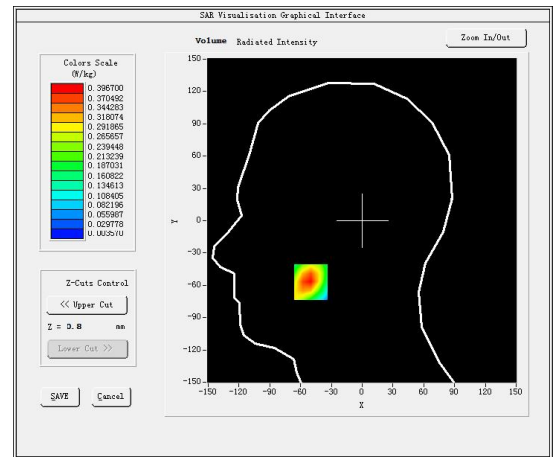 SAR Visualisation Graphical Interface
Volume Radiated Intensity
Zoom In/Out
Colors Scale
(W/kg)
0.396700
0.370492
0.344283
0.318074
0.291865
0.265657
0.239448
0.213239
0.187031
0.160822
0.134613
0.108405
0.082196
0.055987
0.029778
0.003570
Z-Cuts Control
<< Upper Cut
Z = 0.8 mm
Lower Cut >>
SAVE Cancel
150
120
90
60
30
0
-30
-60
-90
-120
-150
Y
-150 -120 -90 -60 -30 0 30 60 90 120 150
X